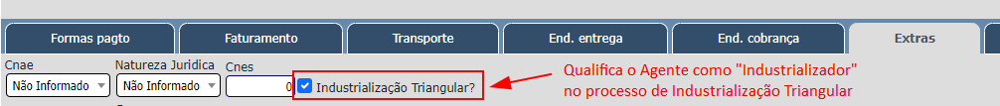 Formas pagto Faturamento Transporte End. entrega End. cobrança Extras
Cnae Natureza Juridica Cnes
Não Informado Não Informado 0 Industrialização Triangular?
Qualifica o Agente como "Industrializador"
no processo de Industrialização Triangular